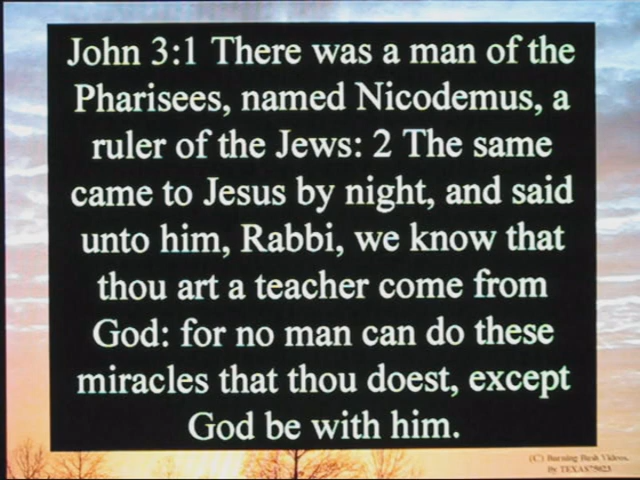 John 3:1 There was a man of the
Pharisees, named Nicodemus, a
ruler of the Jews: 2 The same
came to Jesus by night, and said
unto him, Rabbi, we know that
thou art a teacher come from
God: for no man can do these
miracles that thou doest, except
God be with him.
(C) Burning Bush Videos.
By TEXAS75023